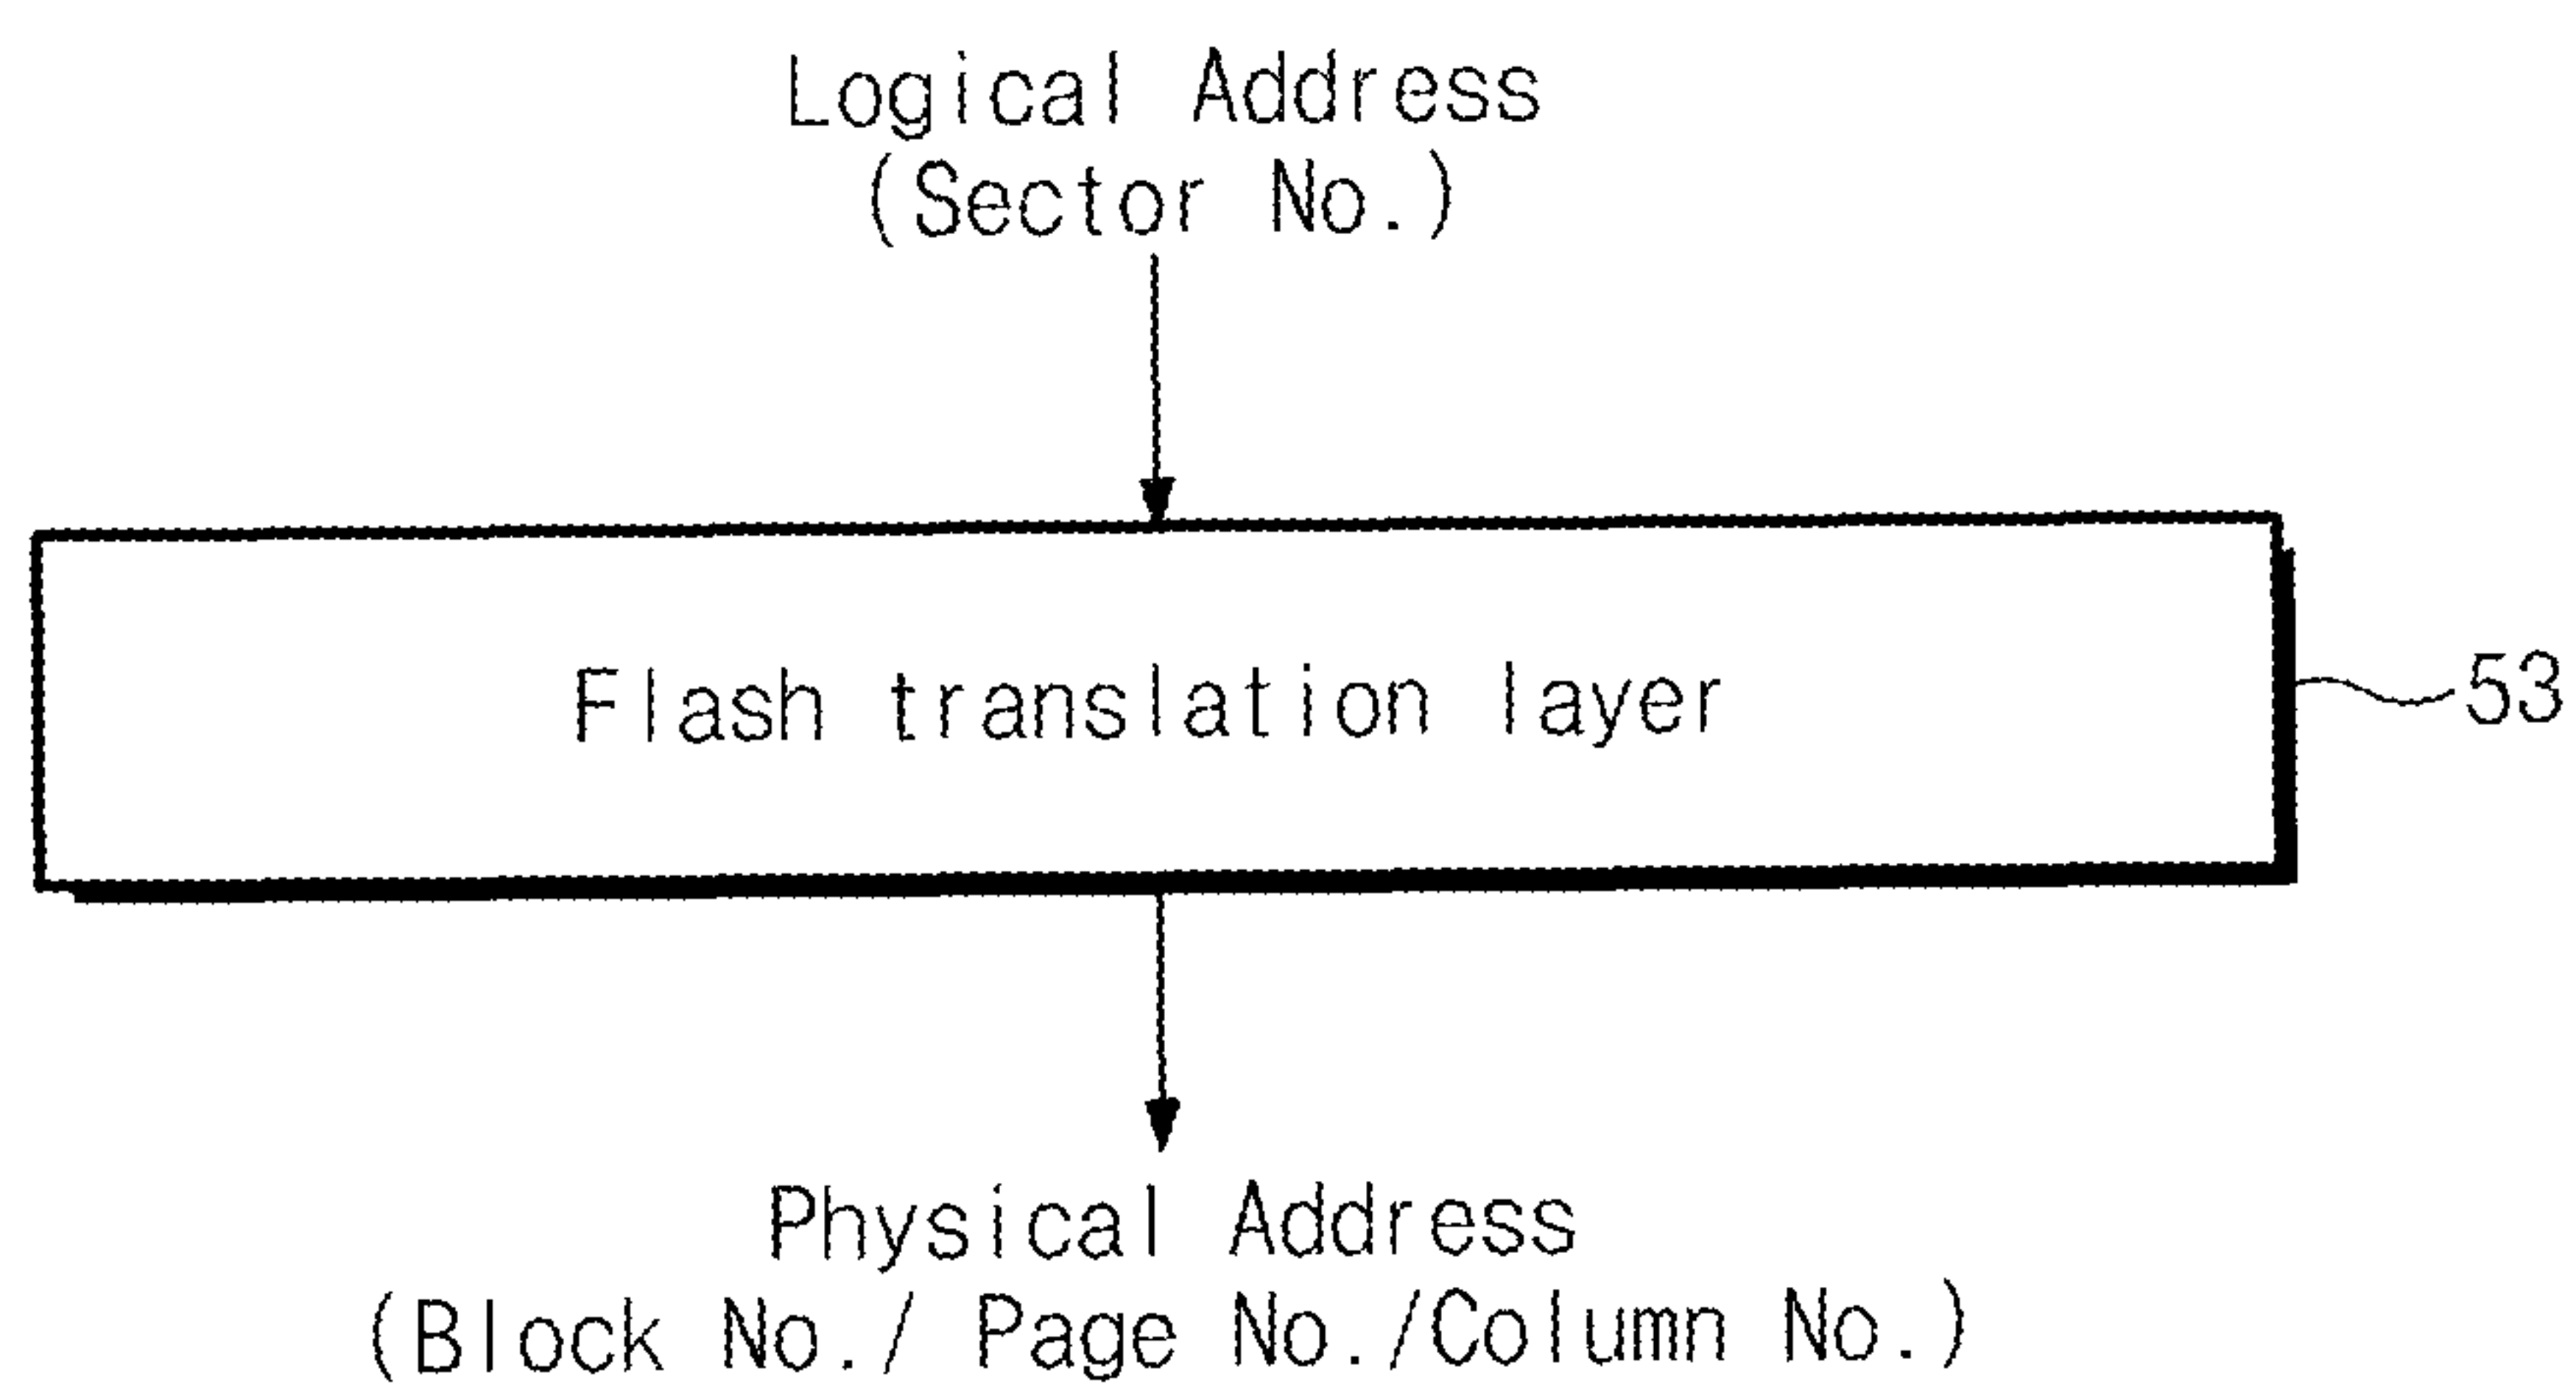 Logical Address
(Sector No.)
Flash translation layer
53
Physical Address
(Block No./ Page No./Column No.)